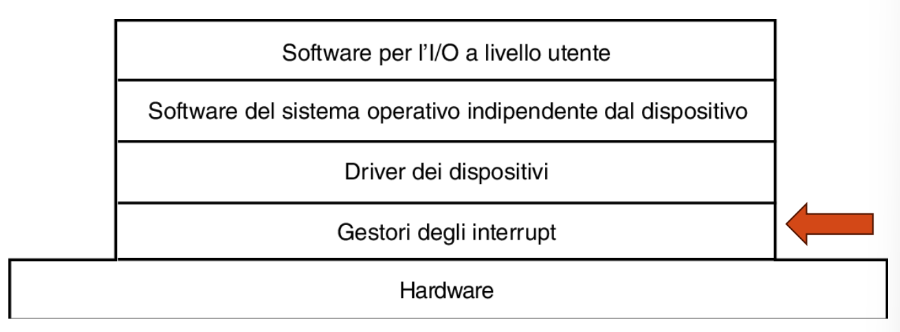 Software per l'I/O a livello utente
Software del sistema operativo indipendente dal dispositivo
Driver dei dispositivi
Gestori degli interrupt
Hardware